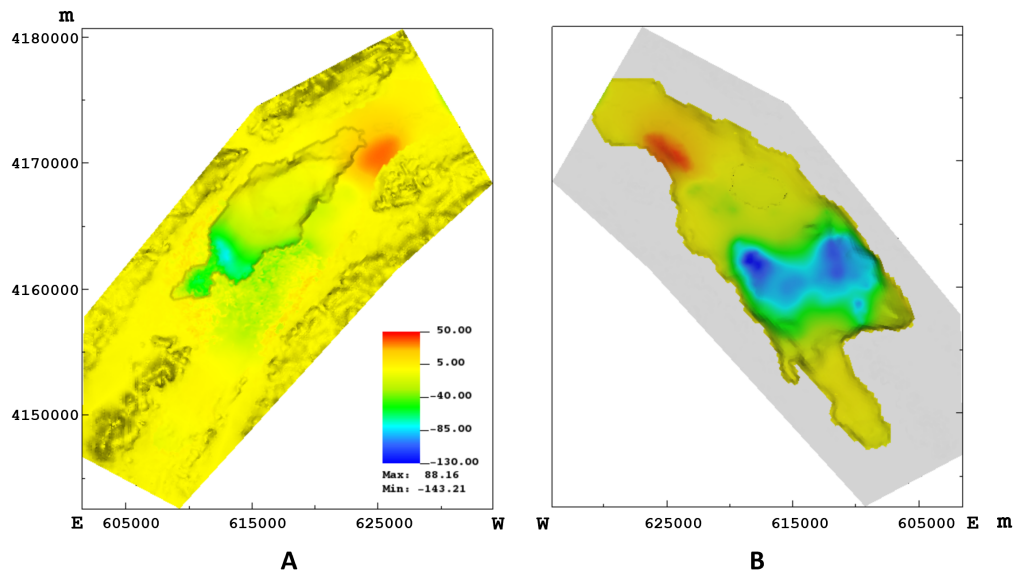 m
4180000
4170000
4160000
4150000
50.00
5.00
-40.00
-85.00
-130.00
Max: 88.16
Min: -143.21
E 605000 615000 625000 W
W 625000 615000 605000 E m
A B